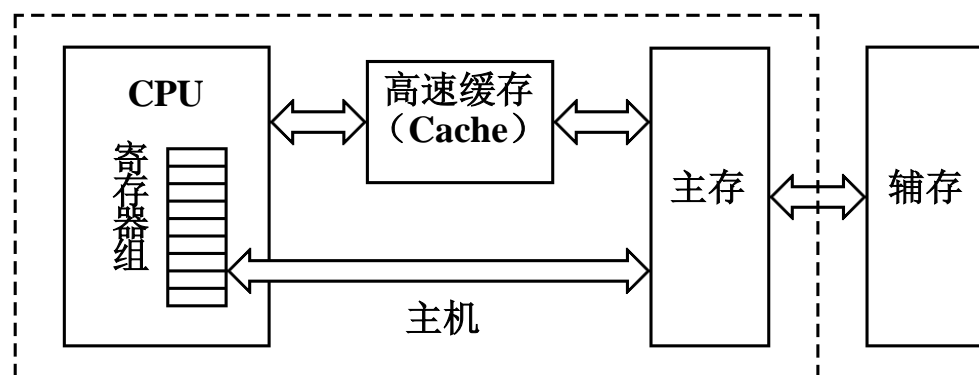 CPU
寄存器组
高速缓存
（Cache）
主存
辅存
主机